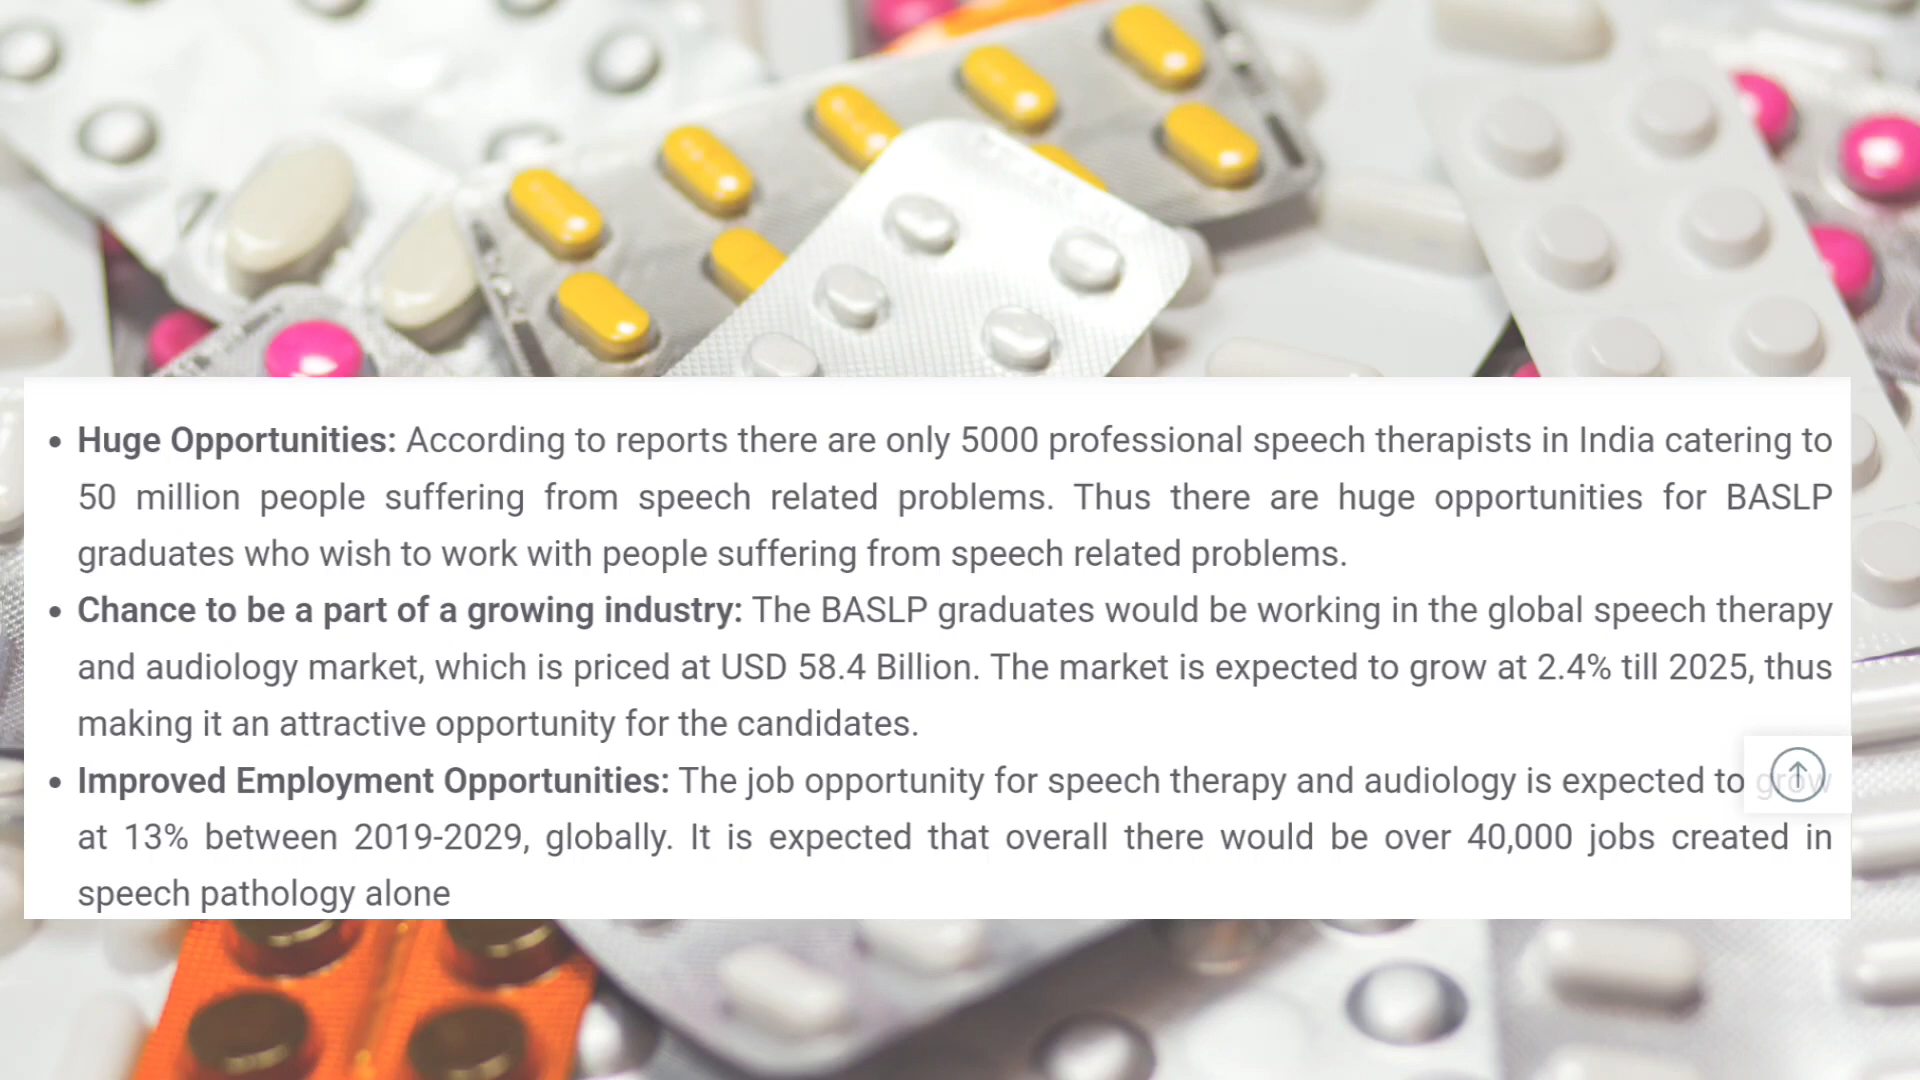 • Huge Opportunities: According to reports there are only 5000 professional speech therapists in India catering to
50 million people suffering from speech related problems. Thus there are huge opportunities for BASLP
graduates who wish to work with people suffering from speech related problems.
• Chance to be a part of a growing industry: The BASLP graduates would be working in the global speech therapy
and audiology market, which is priced at USD 58.4 Billion. The market is expected to grow at 2.4% till 2025, thus
making it an attractive opportunity for the candidates.
• Improved Employment Opportunities: The job opportunity for speech therapy and audiology is expected to grow
at 13% between 2019-2029, globally. It is expected that overall there would be over 40,000 jobs created in
speech pathology alone